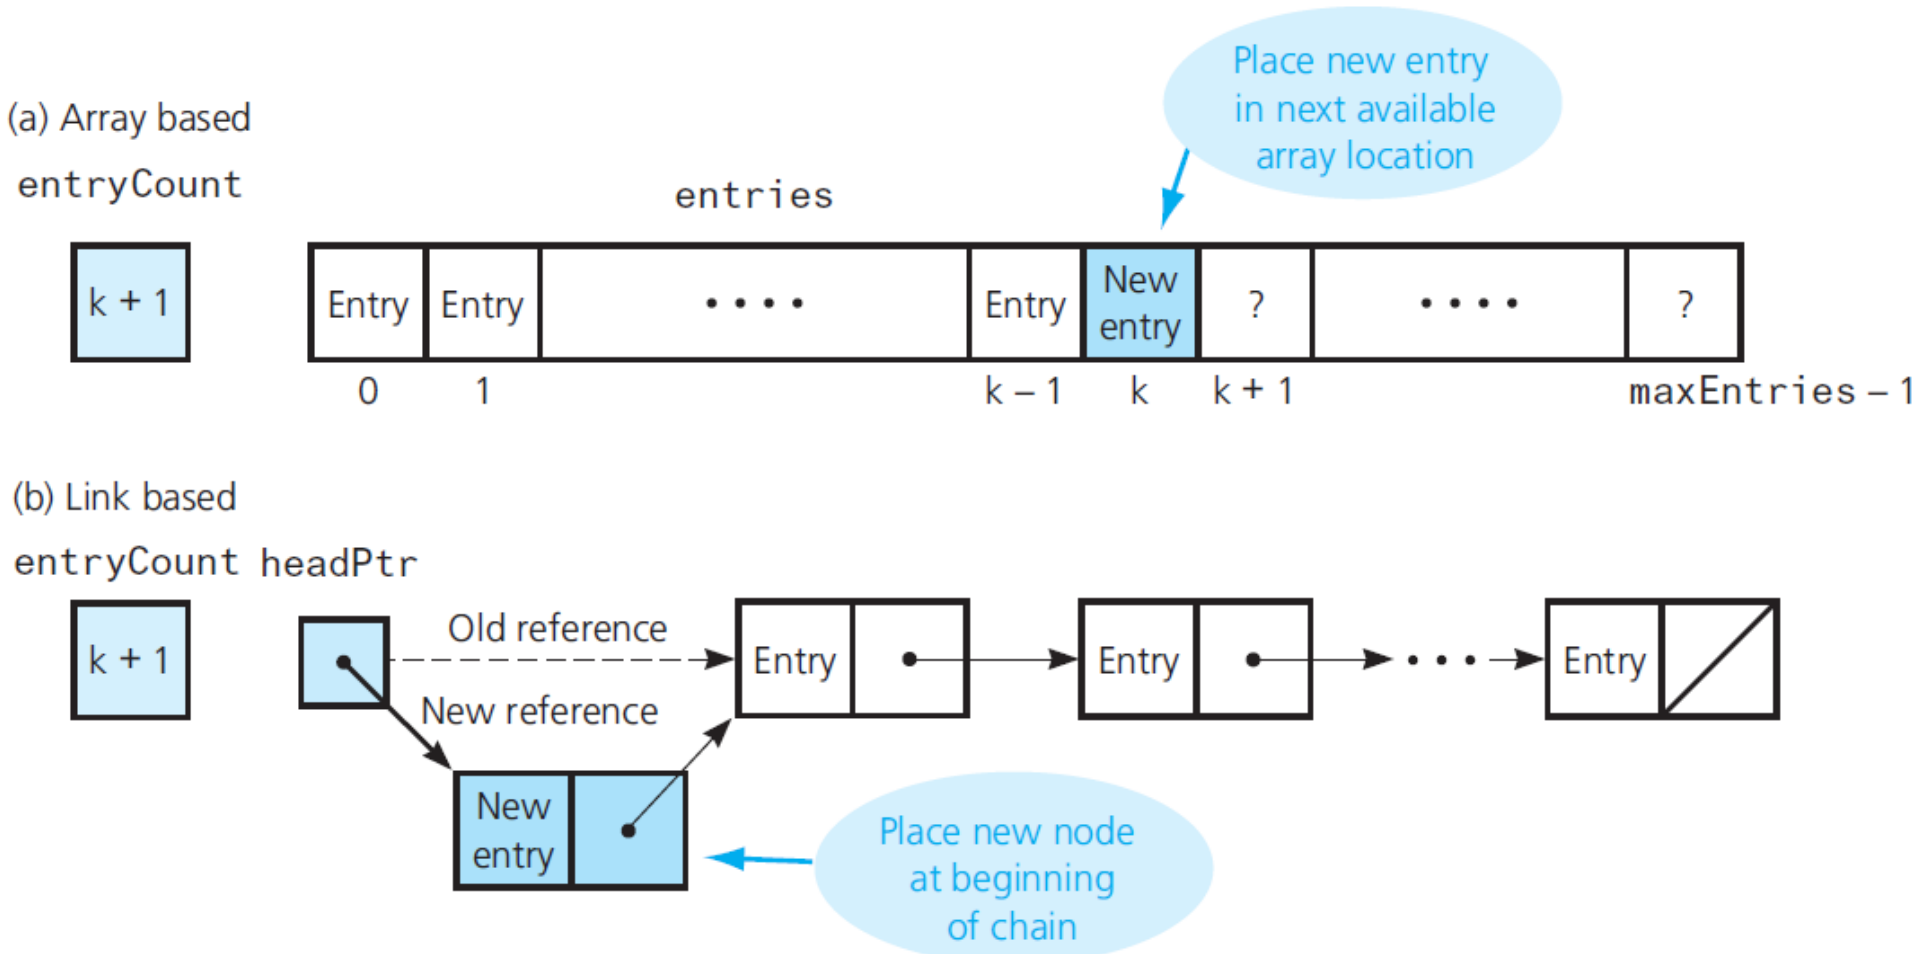 Place new entry
in next available
array location
(a) Array based
entryCount
entries
k + 1
Entry Entry •••• Entry New entry ? •••• ?
0 1 k – 1 k k + 1 maxEntries – 1
(b) Link based
entryCount headPtr
k + 1
Old reference
Entry Entry ••• Entry
New reference
New
entry
Place new node
at beginning
of chain